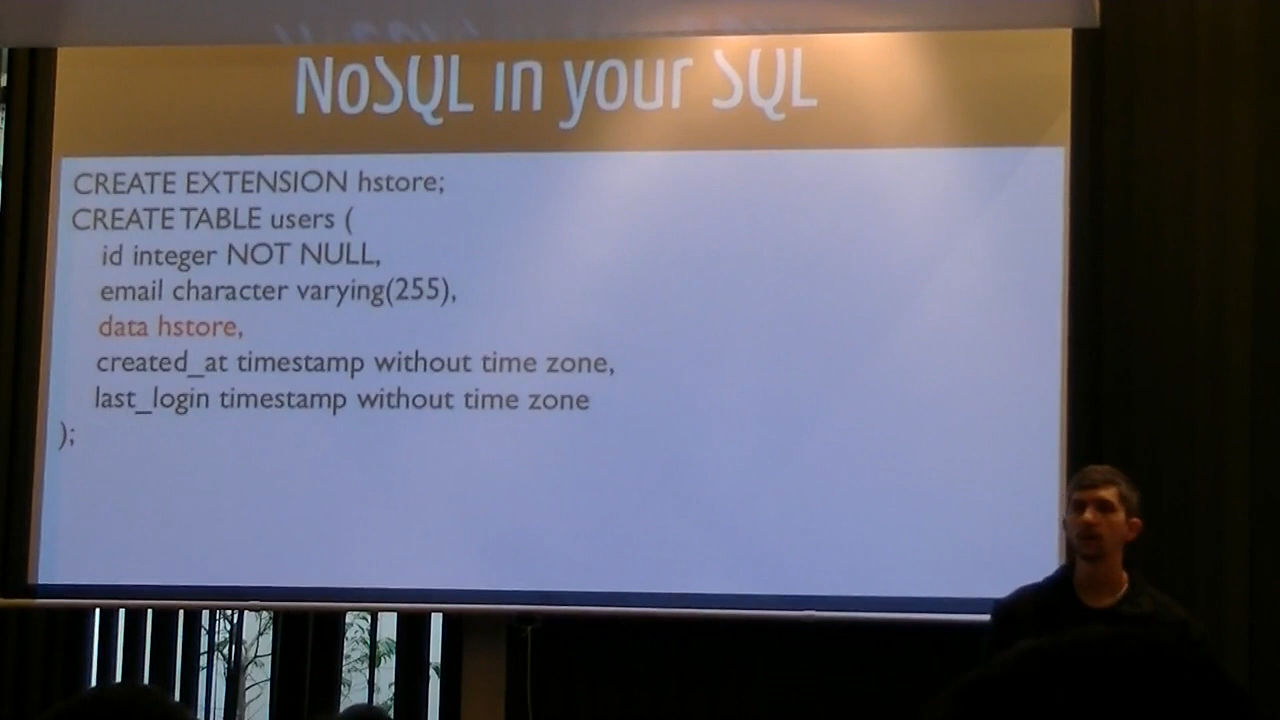 NoSQL in your SQL
CREATE EXTENSION hstore;
CREATE TABLE users (
id integer NOT NULL,
email character varying(255),
data hstore,
created_at timestamp without time zone,
last_login timestamp without time zone
);